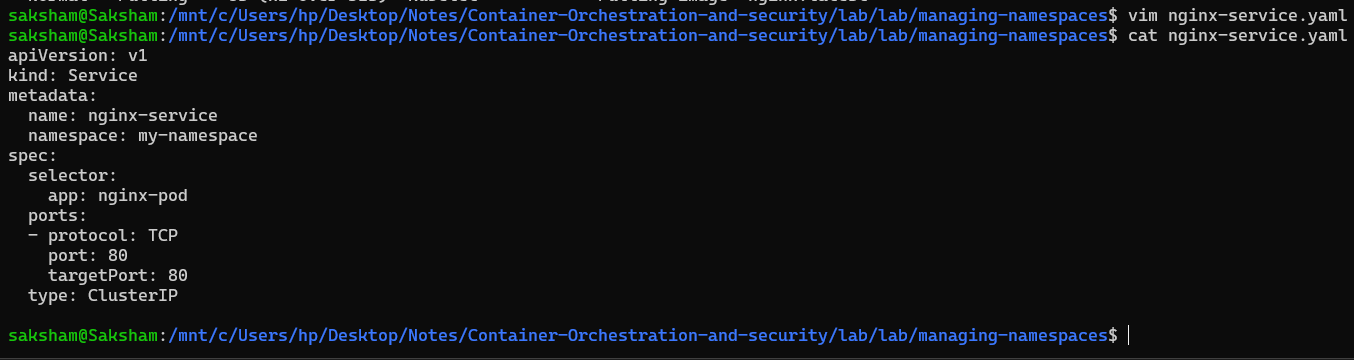 saksham@Saksham:/mnt/c/Users/hp/Desktop/Notes/Container-Orchestration-and-security/lab/lab/managing-namespaces$ vim nginx-service.yaml
saksham@Saksham:/mnt/c/Users/hp/Desktop/Notes/Container-Orchestration-and-security/lab/lab/managing-namespaces$ cat nginx-service.yaml
apiVersion: v1
kind: Service
metadata:
  name: nginx-service
  namespace: my-namespace
spec:
  selector:
    app: nginx-pod
  ports:
  - protocol: TCP
    port: 80
    targetPort: 80
  type: ClusterIP
saksham@Saksham:/mnt/c/Users/hp/Desktop/Notes/Container-Orchestration-and-security/lab/lab/managing-namespaces$